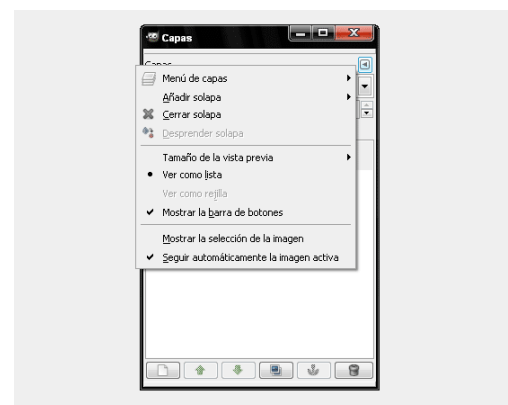 Capas
Capas
Menú de capas
Añadir solapa
Cerrar solapa
Desprender solapa
Tamaño de la vista previa
Ver como lista
Ver como rejilla
Mostrar la barra de botones
Mostrar la selección de la imagen
Seguir automáticamente la imagen activa